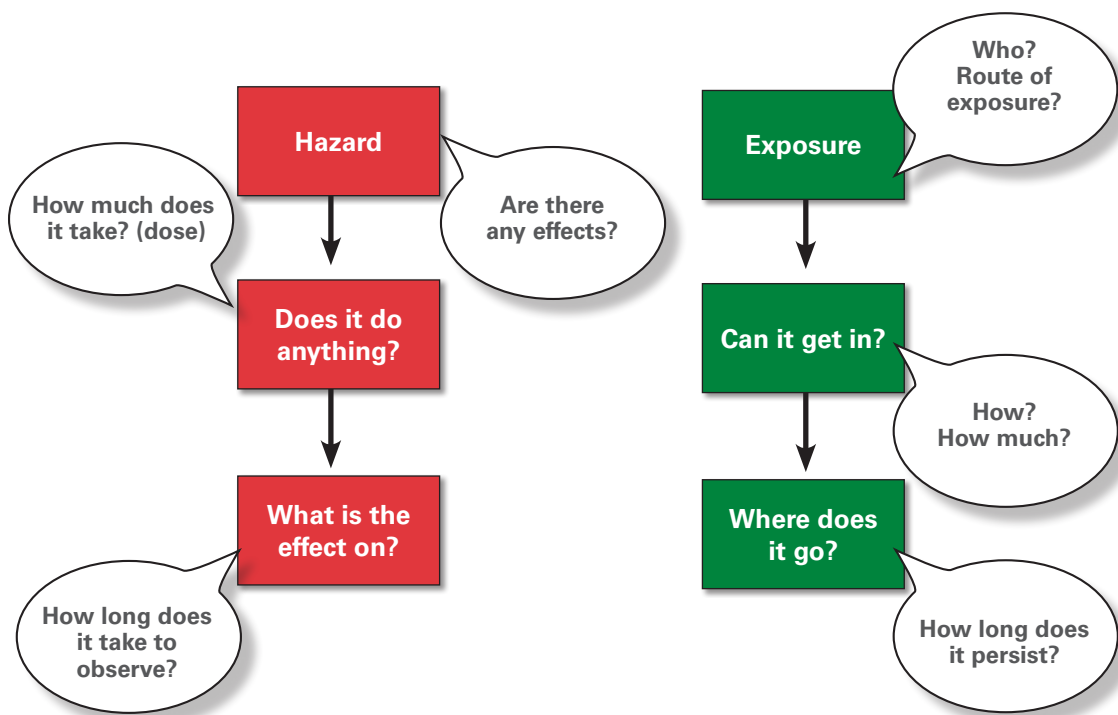 Hazard
Are there
any effects?
How much does
it take? (dose)
Does it do
anything?
What is the
effect on?
How long does
it take to
observe?
Who?
Route of
exposure?
Exposure
Can it get in?
How?
How much?
Where does
it go?
How long does
it persist?